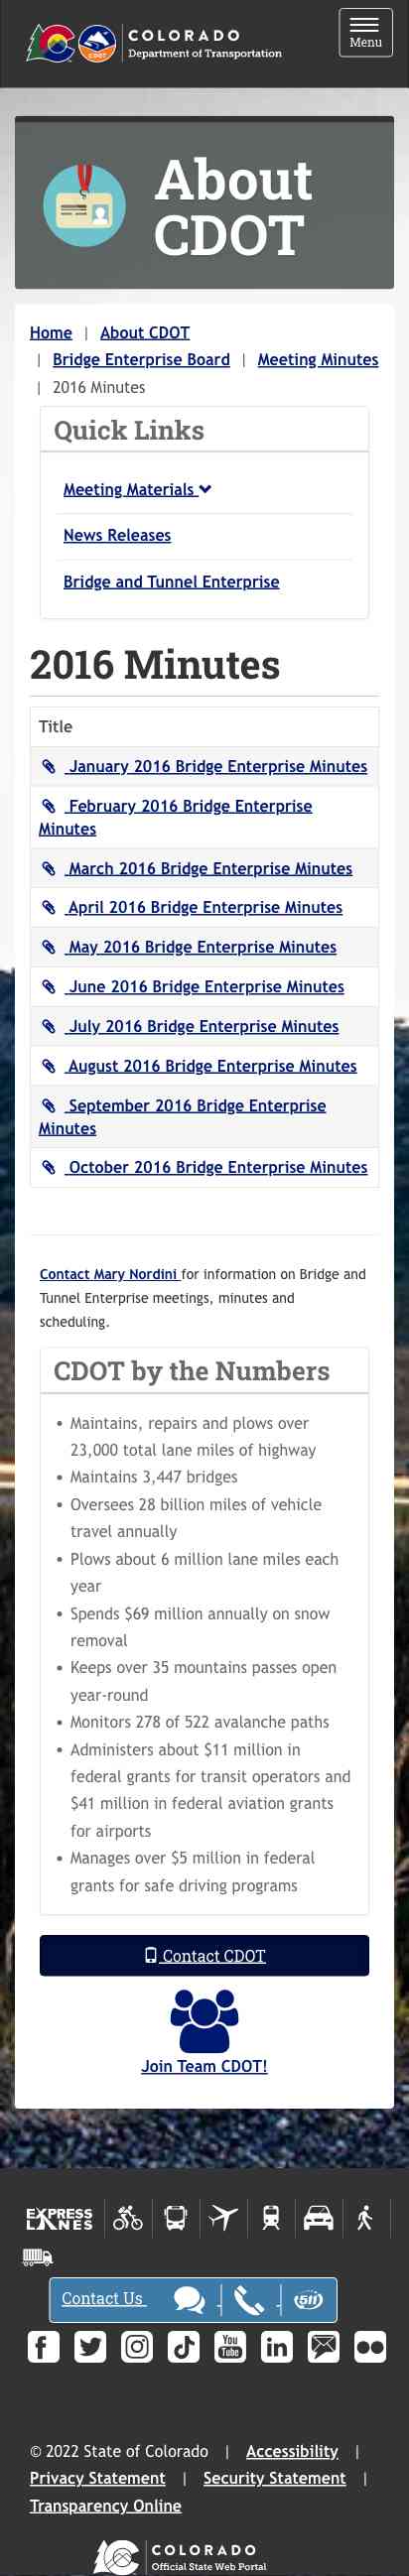 COLORADO
Department of Transportation
CDOT
Menu
About
CDOT
Home | About CDOT
| Bridge Enterprise Board | Meeting Minutes
| 2016 Minutes
Quick Links
Meeting Materials
News Releases
Bridge and Tunnel Enterprise
2016 Minutes
Title
January 2016 Bridge Enterprise Minutes
February 2016 Bridge Enterprise
Minutes
March 2016 Bridge Enterprise Minutes
April 2016 Bridge Enterprise Minutes
May 2016 Bridge Enterprise Minutes
June 2016 Bridge Enterprise Minutes
July 2016 Bridge Enterprise Minutes
August 2016 Bridge Enterprise Minutes
September 2016 Bridge Enterprise
Minutes
October 2016 Bridge Enterprise Minutes
Contact Mary Nordini for information on Bridge and
Tunnel Enterprise meetings, minutes and
scheduling.
CDOT by the Numbers
• Maintains, repairs and plows over
23,000 total lane miles of highway
• Maintains 3,447 bridges
• Oversees 28 billion miles of vehicle
travel annually
• Plows about 6 million lane miles each
year
• Spends $69 million annually on snow
removal
• Keeps over 35 mountains passes open
year-round
• Monitors 278 of 522 avalanche paths
• Administers about $11 million in
federal grants for transit operators and
$41 million in federal aviation grants
for airports
• Manages over $5 million in federal
grants for safe driving programs
Contact CDOT
Join Team CDOT!
EXPRESS
LANES
Contact Us
511
You
Tube
in
© 2022 State of Colorado | Accessibility |
Privacy Statement | Security Statement |
Transparency Online
COLORADO
Official State Web Portal